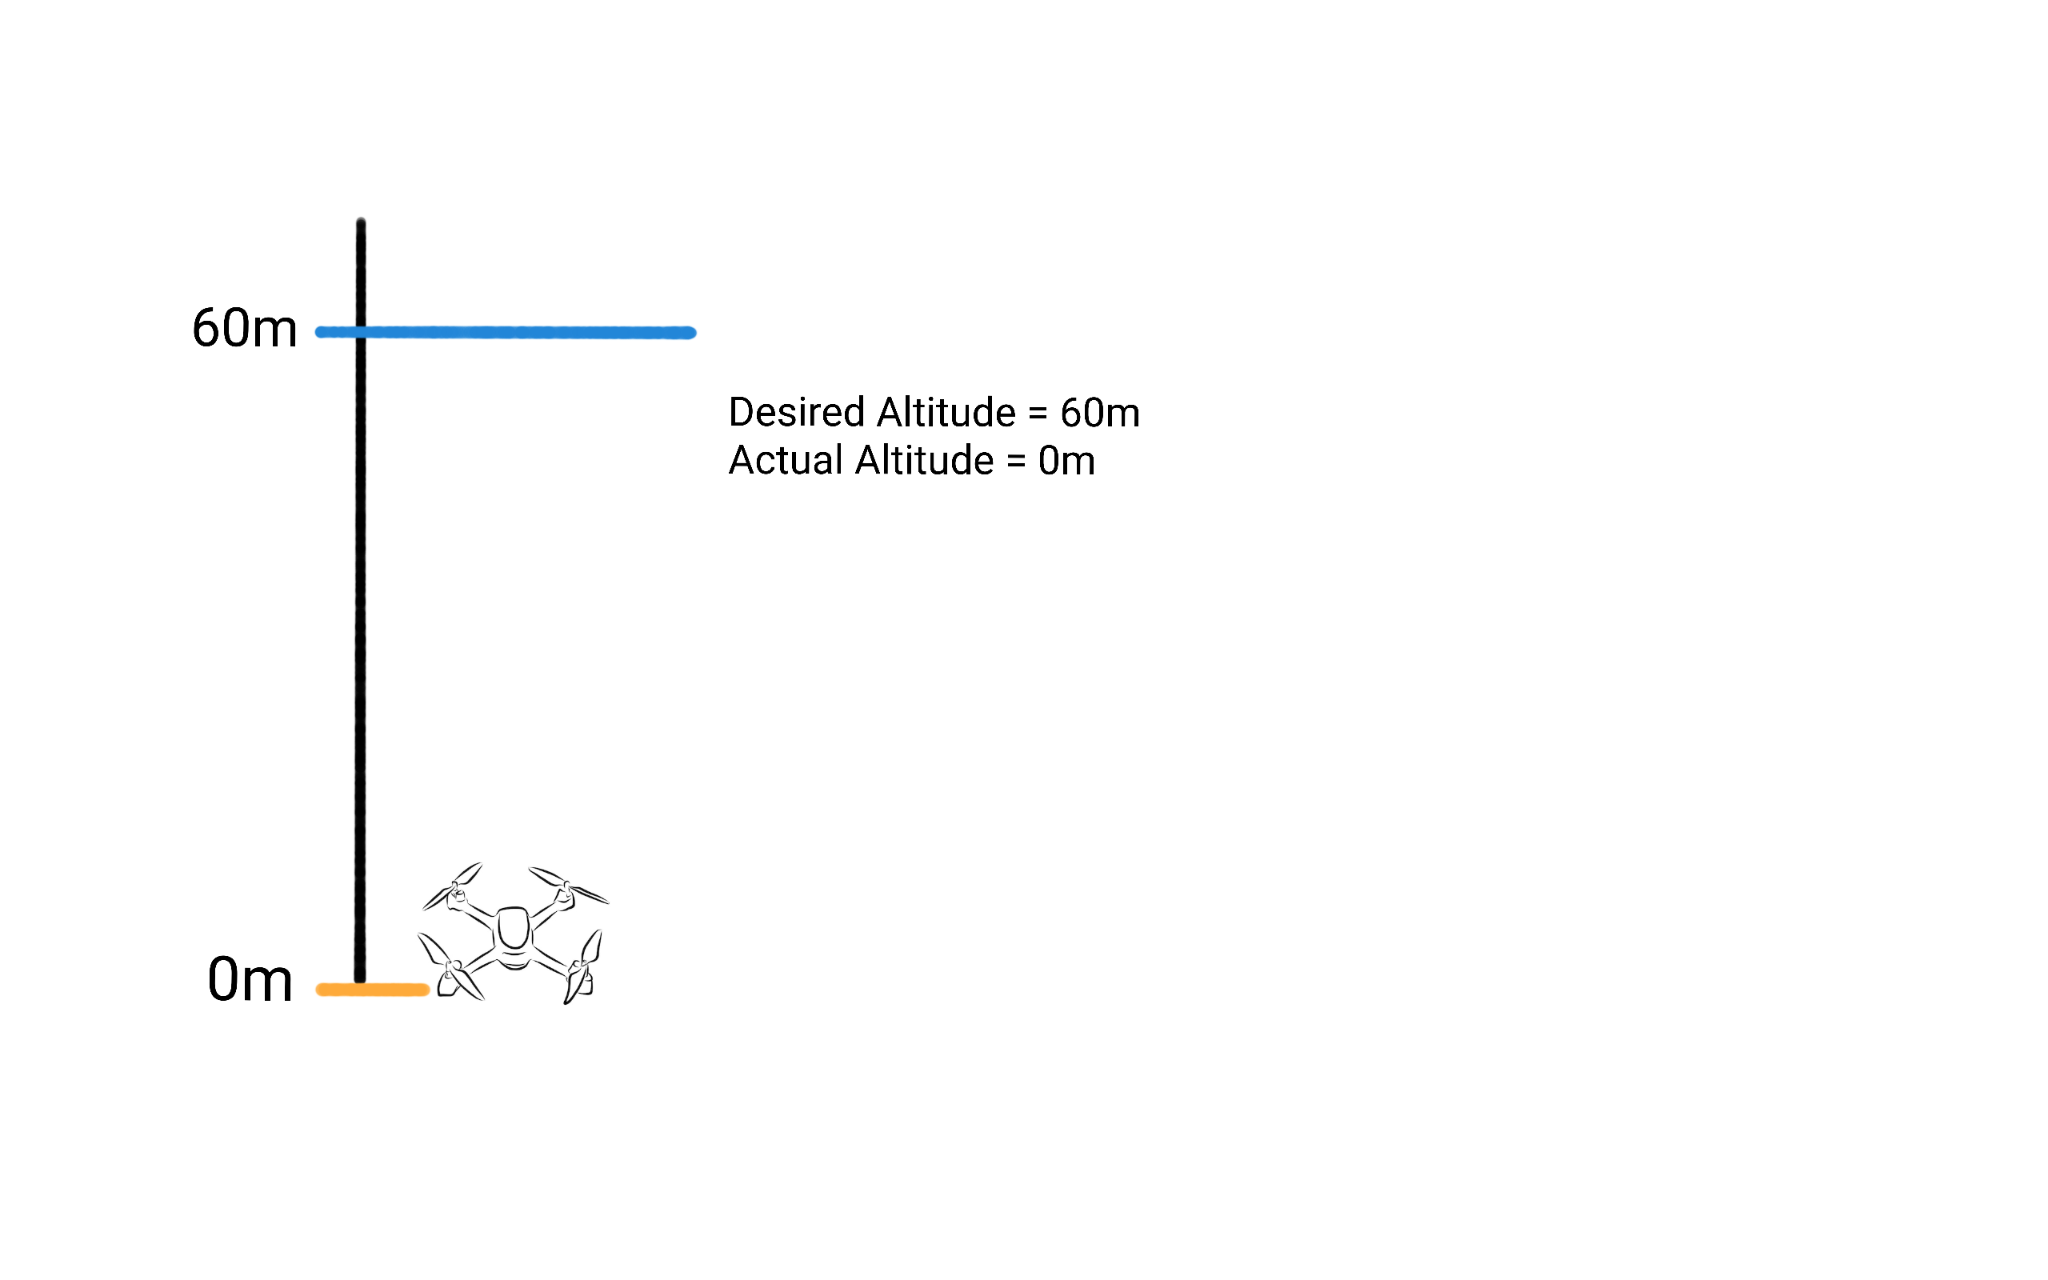 60m
Desired Altitude = 60m
Actual Altitude = 0m
0m